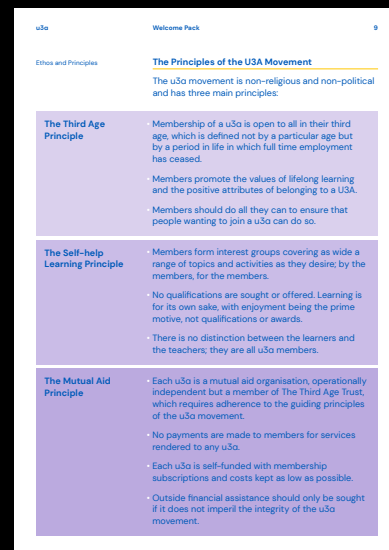 u3a Welcome Pack 9
Ethos and Principles
The Principles of the U3A Movement
The u3a movement is non-religious and non-political
and has three main principles:
The Third Age
Principle
· Membership of a u3a is open to all in their third
age, which is defined not by a particular age but
by a period in life in which full time employment
has ceased.
· Members promote the values of lifelong learning
and the positive attributes of belonging to a U3A.
· Members should do all they can to ensure that
people wanting to join a u3a can do so.
The Self-help
Learning Principle
· Members form interest groups covering as wide a
range of topics and activities as they desire; by the
members, for the members.
· No qualifications are sought or offered. Learning is
for its own sake, with enjoyment being the prime
motive, not qualifications or awards.
· There is no distinction between the learners and
the teachers; they are all u3a members.
The Mutual Aid
Principle
· Each u3a is a mutual aid organisation, operationally
independent but a member of The Third Age Trust,
which requires adherence to the guiding principles
of the u3a movement.
· No payments are made to members for services
rendered to any u3a.
· Each u3a is self-funded with membership
subscriptions and costs kept as low as possible.
· Outside financial assistance should only be sought
if it does not imperil the integrity of the u3a
movement.